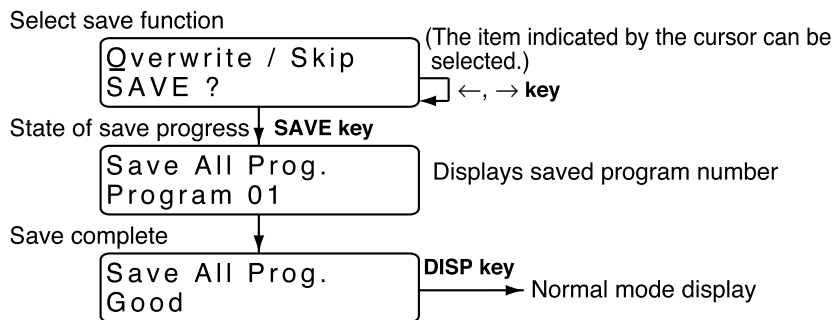 Select save function
Overwrite / Skip
SAVE ?
(The item indicated by the cursor can be
selected.)
←, → key
State of save progress
SAVE key
Save All Prog.
Program 01
Displays saved program number
Save complete
Save All Prog.
Good
DISP key
Normal mode display